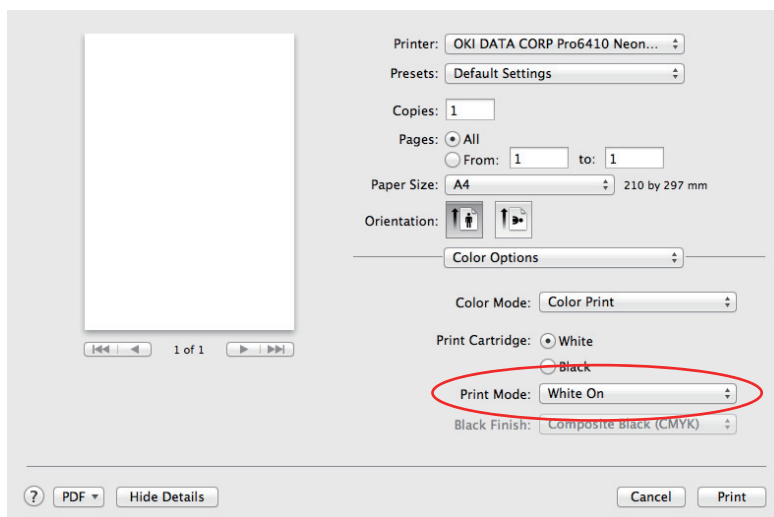 Printer: OKI DATA CORP Pro6410 Neon...
Presets: Default Settings
Copies: 1
Pages: All
From: 1 to: 1
Paper Size: A4 210 by 297 mm
Orientation:
Color Options
Color Mode: Color Print
1 of 1
Print Cartridge: White
Black
Print Mode: White On
Black Finish: Composite Black (CMYK)
? PDF Hide Details Cancel Print